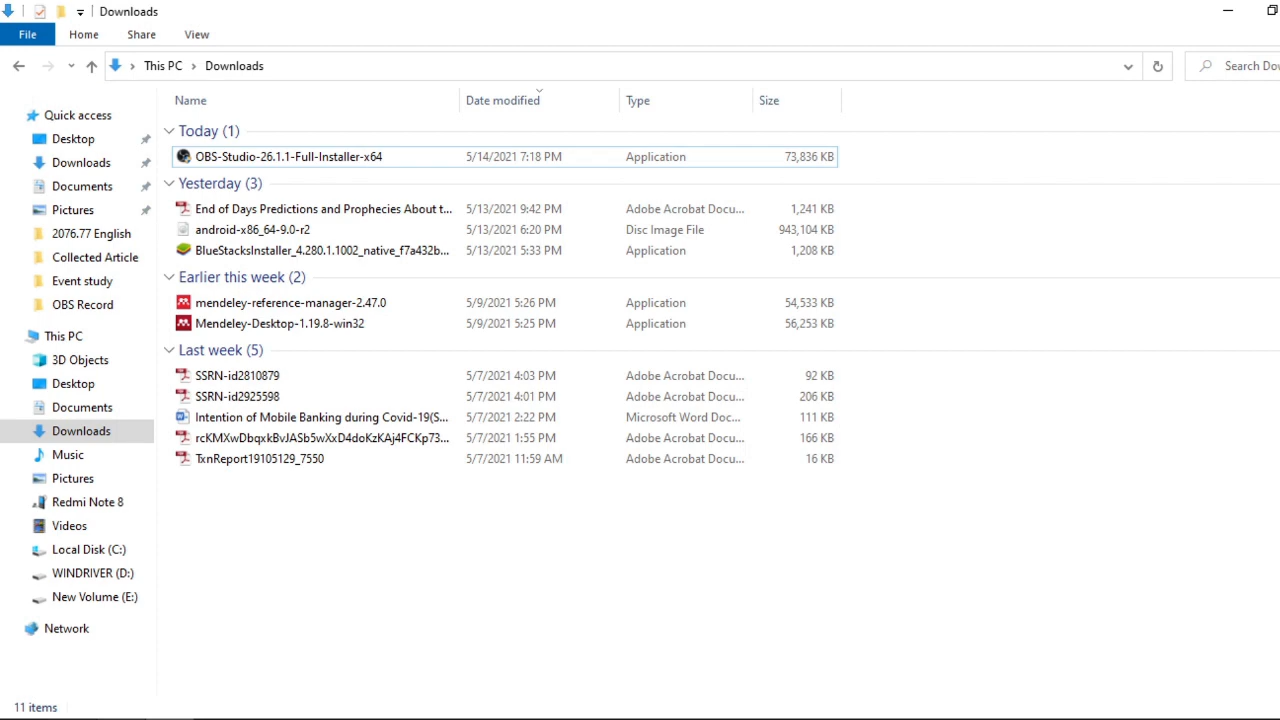 Downloads
File Home Share View
This PC Downloads Search Dow
Name Date modified Type Size
Quick access
Desktop
Downloads
Documents
Pictures
2076.77 English
Collected Article
Event study
OBS Record
This PC
3D Objects
Desktop
Documents
Downloads
Music
Pictures
Redmi Note 8
Videos
Local Disk (C:)
WINDRIVER (D:)
New Volume (E:)
Network
Today (1)
OBS-Studio-26.1.1-Full-Installer-x64 5/14/2021 7:18 PM Application 73,836 KB
Yesterday (3)
End of Days Predictions and Prophecies About t... 5/13/2021 9:42 PM Adobe Acrobat Docu... 1,241 KB
android-x86_64-9.0-r2 5/13/2021 6:20 PM Disc Image File 943,104 KB
BlueStacksInstaller_4.280.1.1002_native_f7a432b... 5/13/2021 5:33 PM Application 1,208 KB
Earlier this week (2)
mendeley-reference-manager-2.47.0 5/9/2021 5:26 PM Application 54,533 KB
Mendeley-Desktop-1.19.8-win32 5/9/2021 5:25 PM Application 56,253 KB
Last week (5)
SSRN-id2810879 5/7/2021 4:03 PM Adobe Acrobat Docu... 92 KB
SSRN-id2925598 5/7/2021 4:01 PM Adobe Acrobat Docu... 206 KB
Intention of Mobile Banking during Covid-19(S... 5/7/2021 2:22 PM Microsoft Word Doc... 111 KB
rcKMXwDbqxkBvJASb5wXxD4doKzKAj4FCKp73... 5/7/2021 1:55 PM Adobe Acrobat Docu... 166 KB
TxnReport19105129_7550 5/7/2021 11:59 AM Adobe Acrobat Docu... 16 KB
11 items